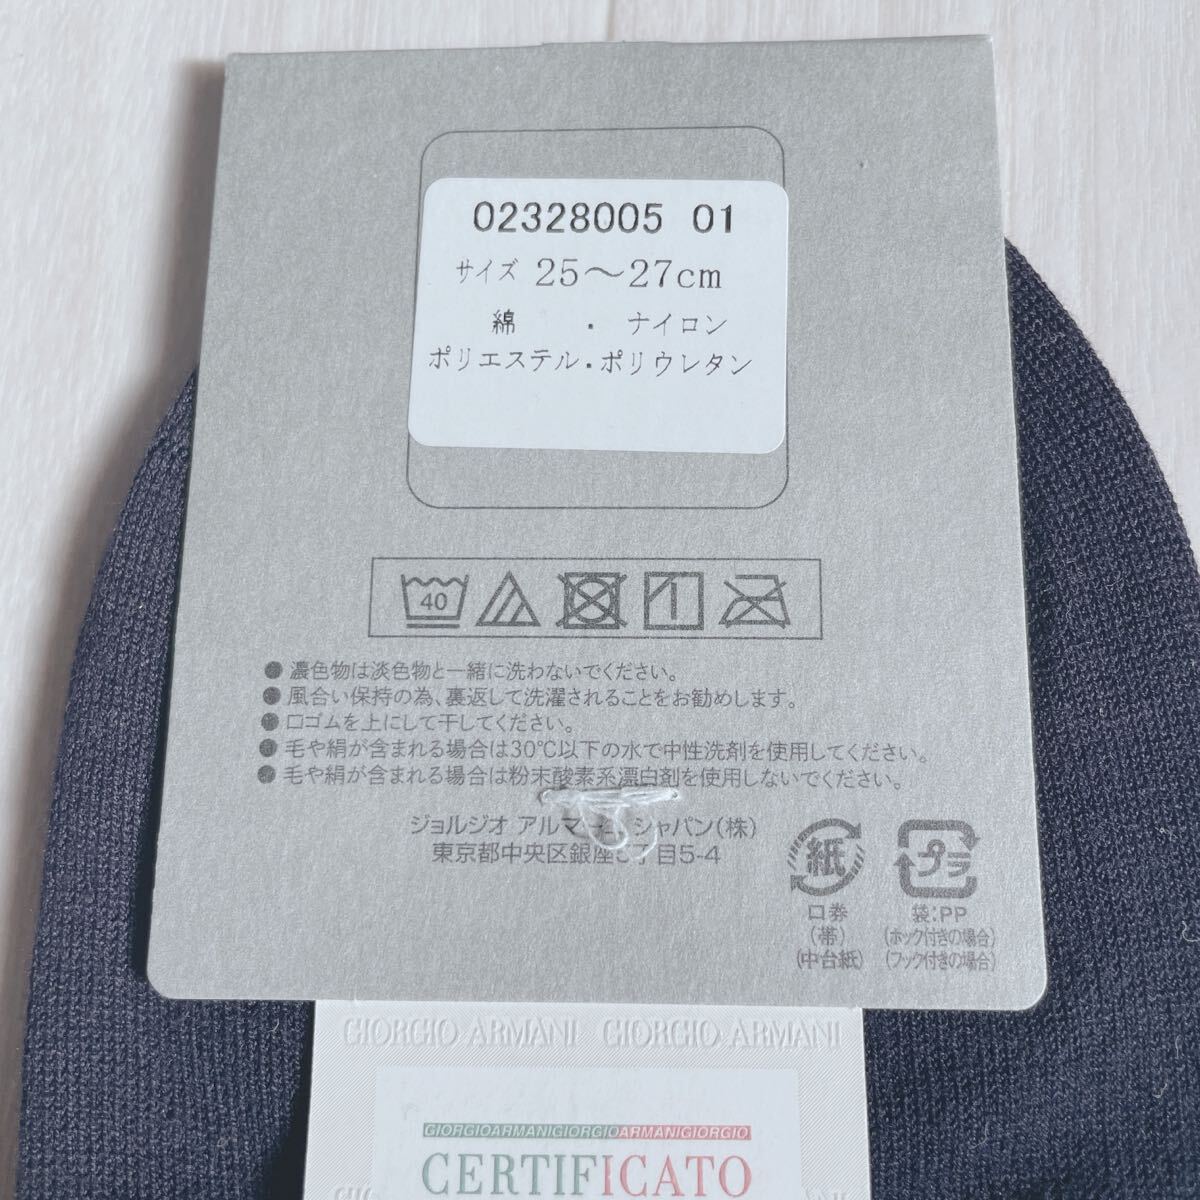 02328005 01
サイズ 25～27cm
綿 ・ ナイロン
ポリエステル・ポリウレタン
40
● 濃色物は淡色物と一緒に洗わないでください。
● 風合い保持の為、裏返して洗濯されることをお勧めします。
● 口ゴムを上にして干してください。
● 毛や絹が含まれる場合は30℃以下の水で中性洗剤を使用してください。
● 毛や絹が含まれる場合は粉末酸素系漂白剤を使用しないでください。
ジョルジオ アルマーニ ジャパン(株)
東京都中央区銀座 丁目5-4
紙
口券
(帯)
(中台紙)
プラ
袋:PP
(ホック付きの場合)
(フック付きの場合)
GIORGIO ARMANI GIORGIO ARMANI
GIORGIOARMANIGIORGIOARMANIGIORGIO
CERTIFICATO